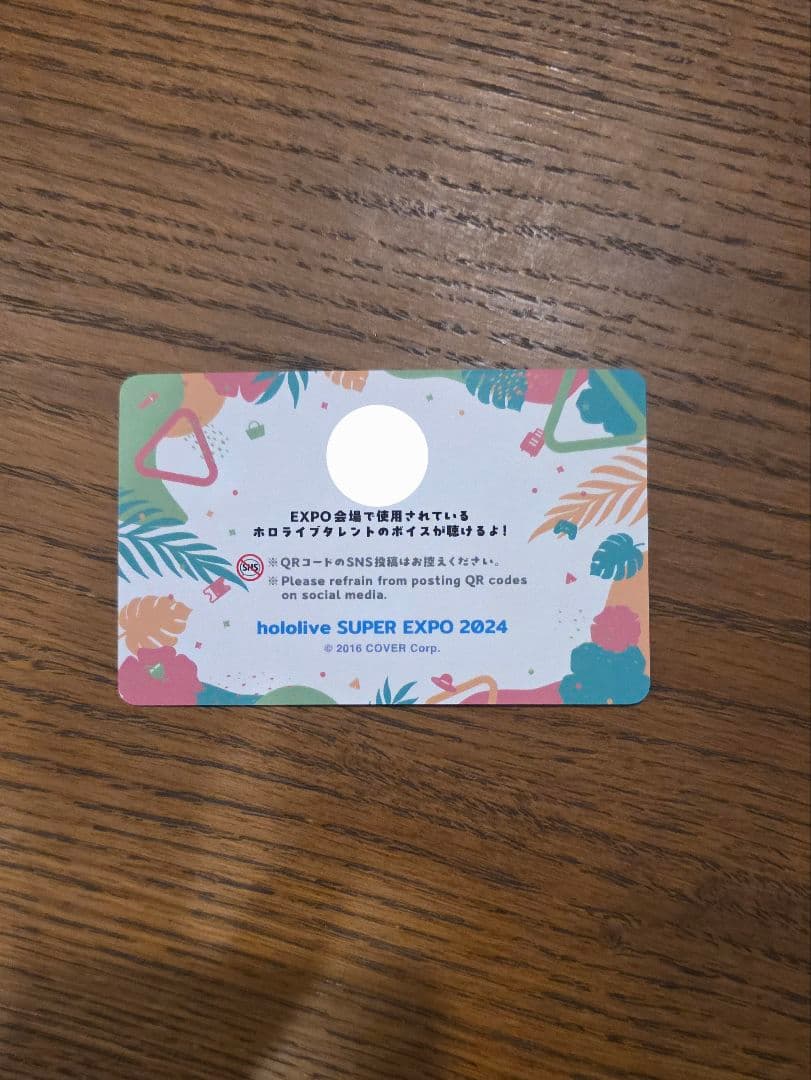 EXPO会場で使用されている
ホロライブタレントのボイスが聴けるよ!
SNS
※QRコードのSNS投稿はお控えください。
※Please refrain from posting QR codes
on social media.
hololive SUPER EXPO 2024
© 2016 COVER Corp.